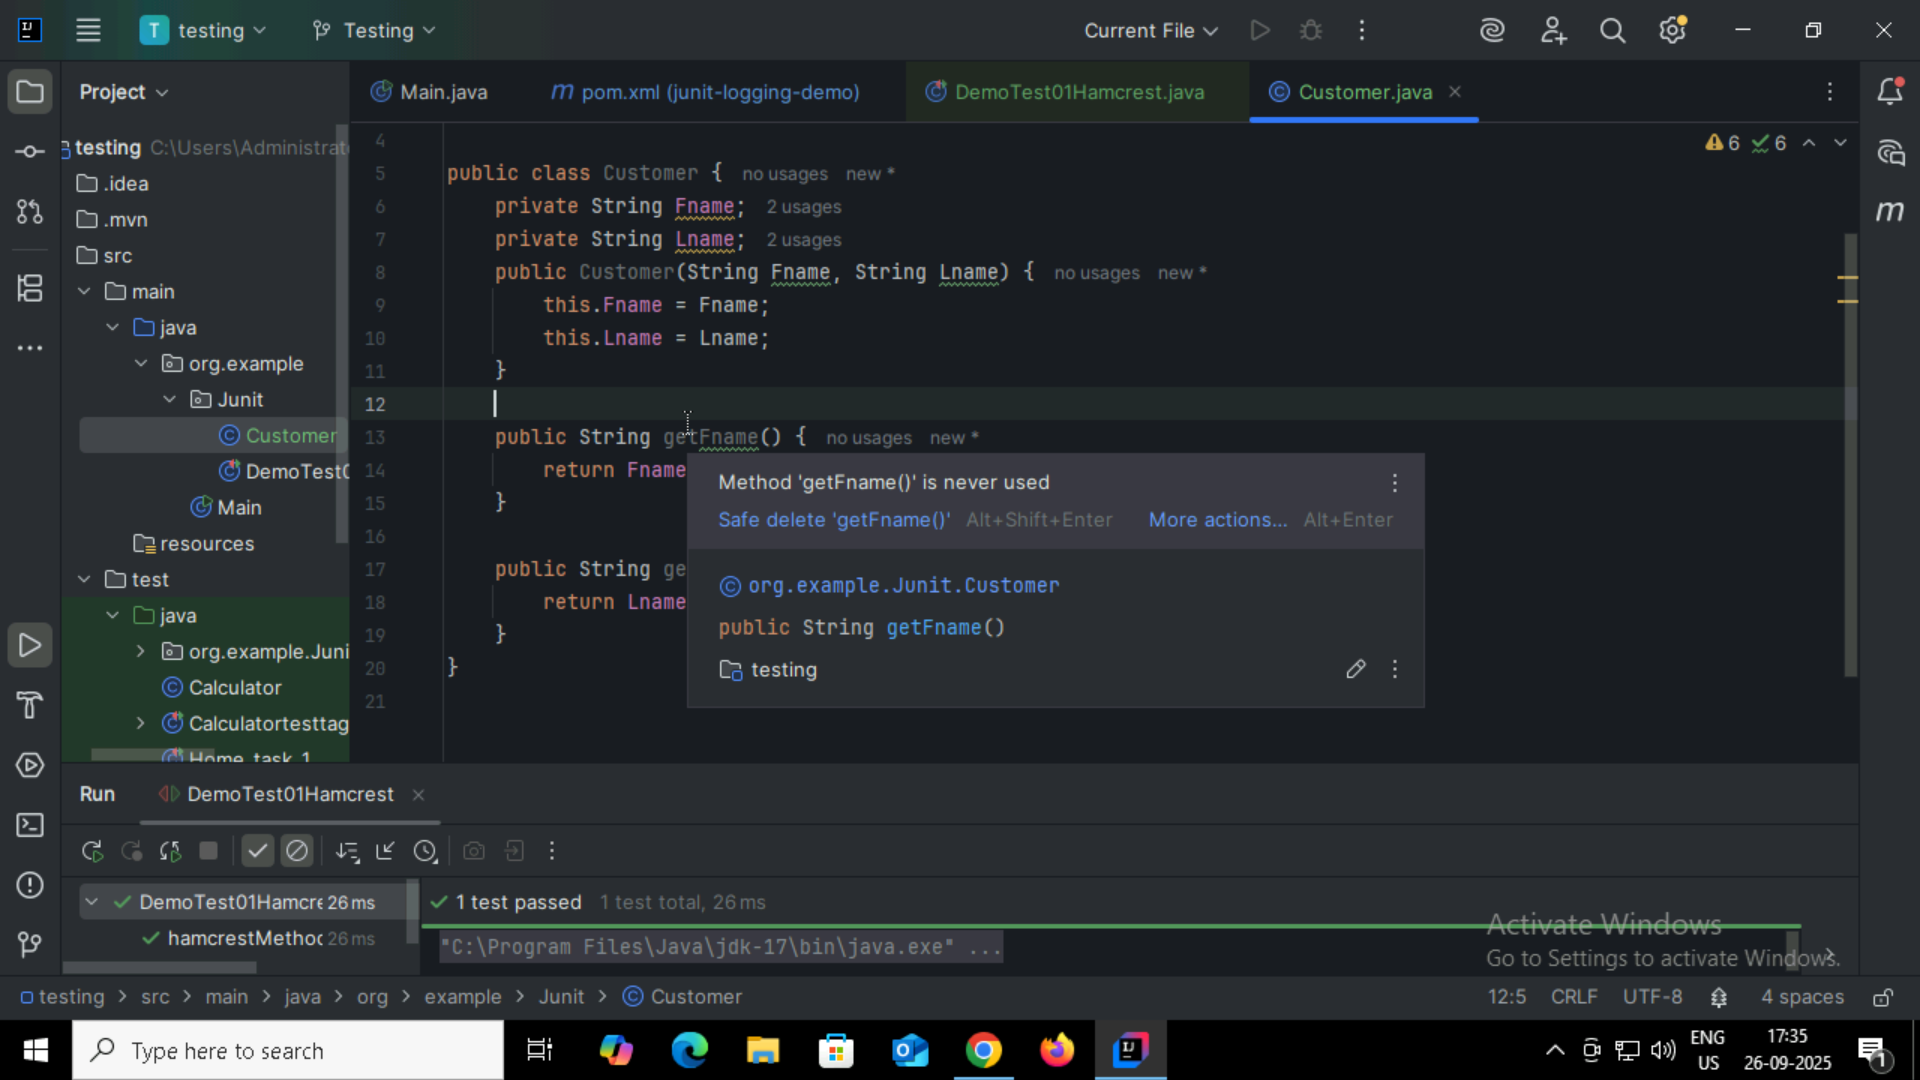 testing
Testing
Current File
Project
Main.java
pom.xml (junit-logging-demo)
DemoTest01Hamcrest.java
Customer.java
testing C:\Users\Administrat
.idea
.mvn
src
main
java
org.example
Junit
Customer
DemoTest0
Main
resources
test
java
org.example.Juni
Calculator
Calculatortesttag
Home_task_1
6 6
4
5 public class Customer { no usages new *
6 private String Fname; 2 usages
7 private String Lname; 2 usages
8 public Customer(String Fname, String Lname) { no usages new *
9 this.Fname = Fname;
10 this.Lname = Lname;
11 }
12
13 public String getFname() { no usages new *
14 return Fname
15 }
16
17 public String ge
18 return Lname
19 }
20 }
21
Method 'getFname()' is never used
Safe delete 'getFname()' Alt+Shift+Enter More actions... Alt+Enter
org.example.Junit.Customer
public String getFname()
testing
Run DemoTest01Hamcrest
DemoTest01Hamcre 26 ms
hamcrestMethod 26 ms
1 test passed 1 test total, 26 ms
"C:\Program Files\Java\jdk-17\bin\java.exe" ...
Activate Windows
Go to Settings to activate Windows.
testing > src > main > java > org > example > Junit > Customer
12:5 CRLF UTF-8 4 spaces
Type here to search
ENG
US
17:35
26-09-2025
1